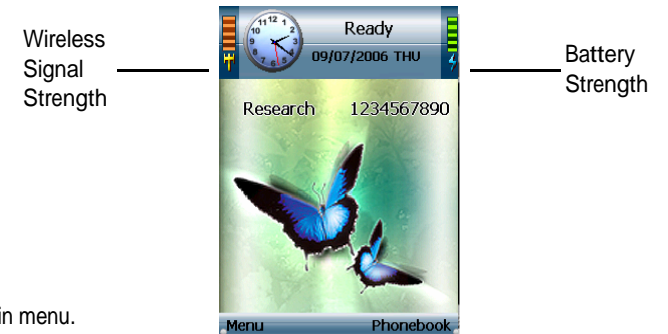 Wireless
Signal
Strength
Ready
09/07/2006 THU
Battery
Strength
Research 1234567890
in menu.
Menu Phonebook